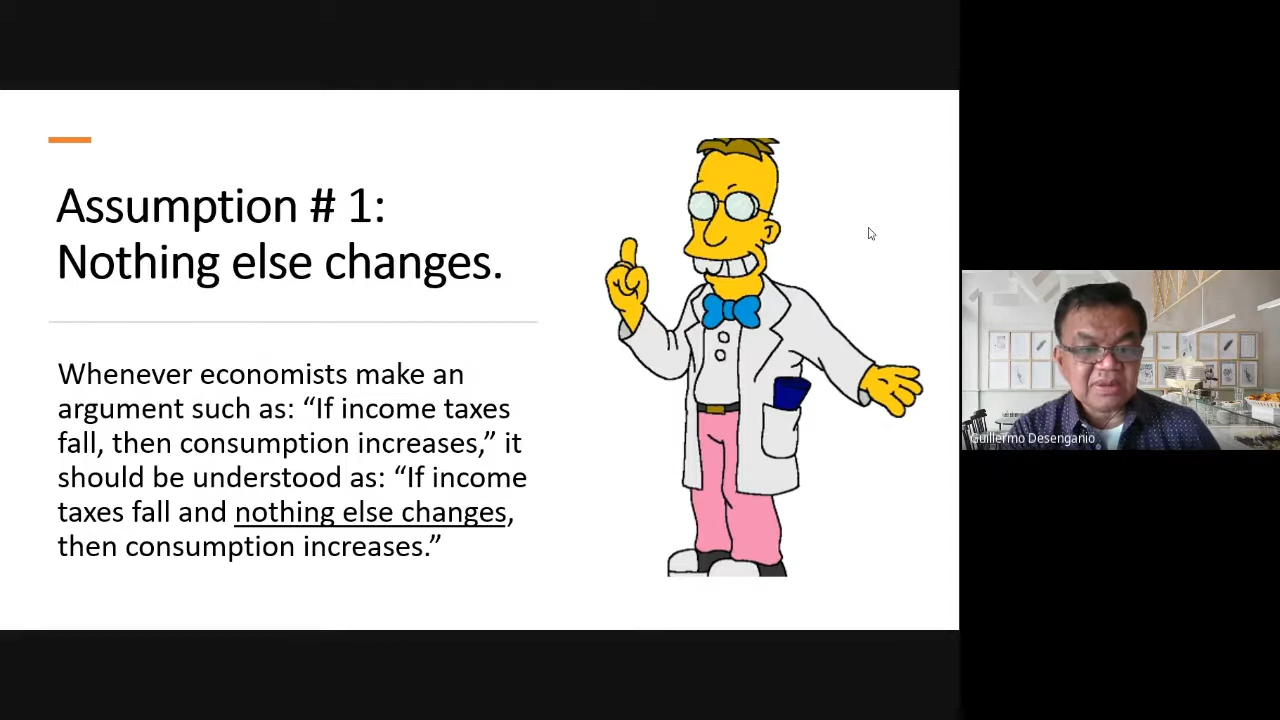 Assumption # 1:
Nothing else changes.
Whenever economists make an
argument such as: “If income taxes
fall, then consumption increases,” it
should be understood as: “If income
taxes fall and nothing else changes,
then consumption increases.”
Guillermo Desenganio